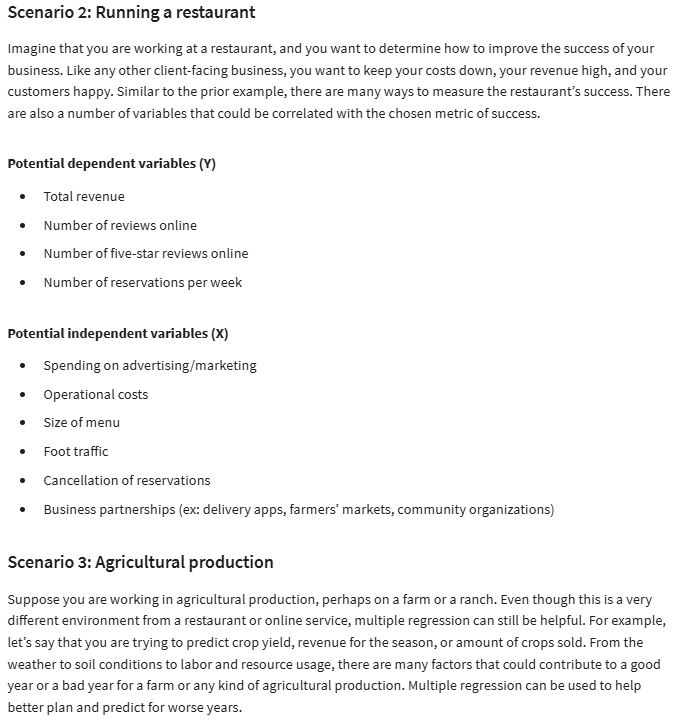 Scenario 2: Running a restaurant
Imagine that you are working at a restaurant, and you want to determine how to improve the success of your
business. Like any other client-facing business, you want to keep your costs down, your revenue high, and your
customers happy. Similar to the prior example, there are many ways to measure the restaurant’s success. There
are also a number of variables that could be correlated with the chosen metric of success.
Potential dependent variables (Y)
• Total revenue
• Number of reviews online
• Number of five-star reviews online
• Number of reservations per week
Potential independent variables (X)
• Spending on advertising/marketing
• Operational costs
• Size of menu
• Foot traffic
• Cancellation of reservations
• Business partnerships (ex: delivery apps, farmers’ markets, community organizations)
Scenario 3: Agricultural production
Suppose you are working in agricultural production, perhaps on a farm or a ranch. Even though this is a very
different environment from a restaurant or online service, multiple regression can still be helpful. For example,
let’s say that you are trying to predict crop yield, revenue for the season, or amount of crops sold. From the
weather to soil conditions to labor and resource usage, there are many factors that could contribute to a good
year or a bad year for a farm or any kind of agricultural production. Multiple regression can be used to help
better plan and predict for worse years.